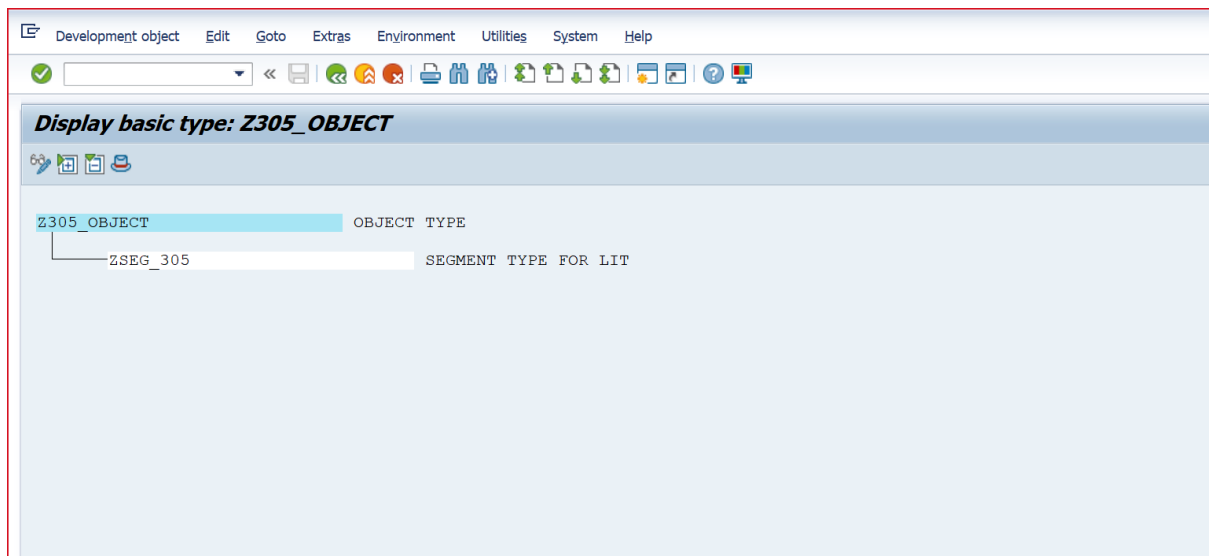 Development object Edit Goto Extras Environment Utilities System Help
Display basic type: Z305_OBJECT
Z305_OBJECT OBJECT TYPE
ZSEG_305 SEGMENT TYPE FOR LIT